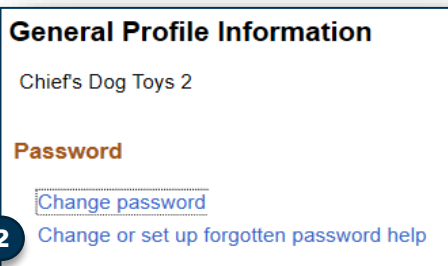 General Profile Information
Chief's Dog Toys 2
Password
Change password
2
Change or set up forgotten password help